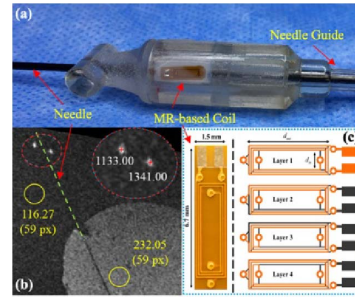 (a)
Needle Guide
Needle
MR-based Coil
1133.00
1341.00
116.27
(59 px)
232.05
(59 px)
(b)
(c)
1.5 mm
6.7 mm
Layer 1
Layer 2
Layer 3
Layer 4